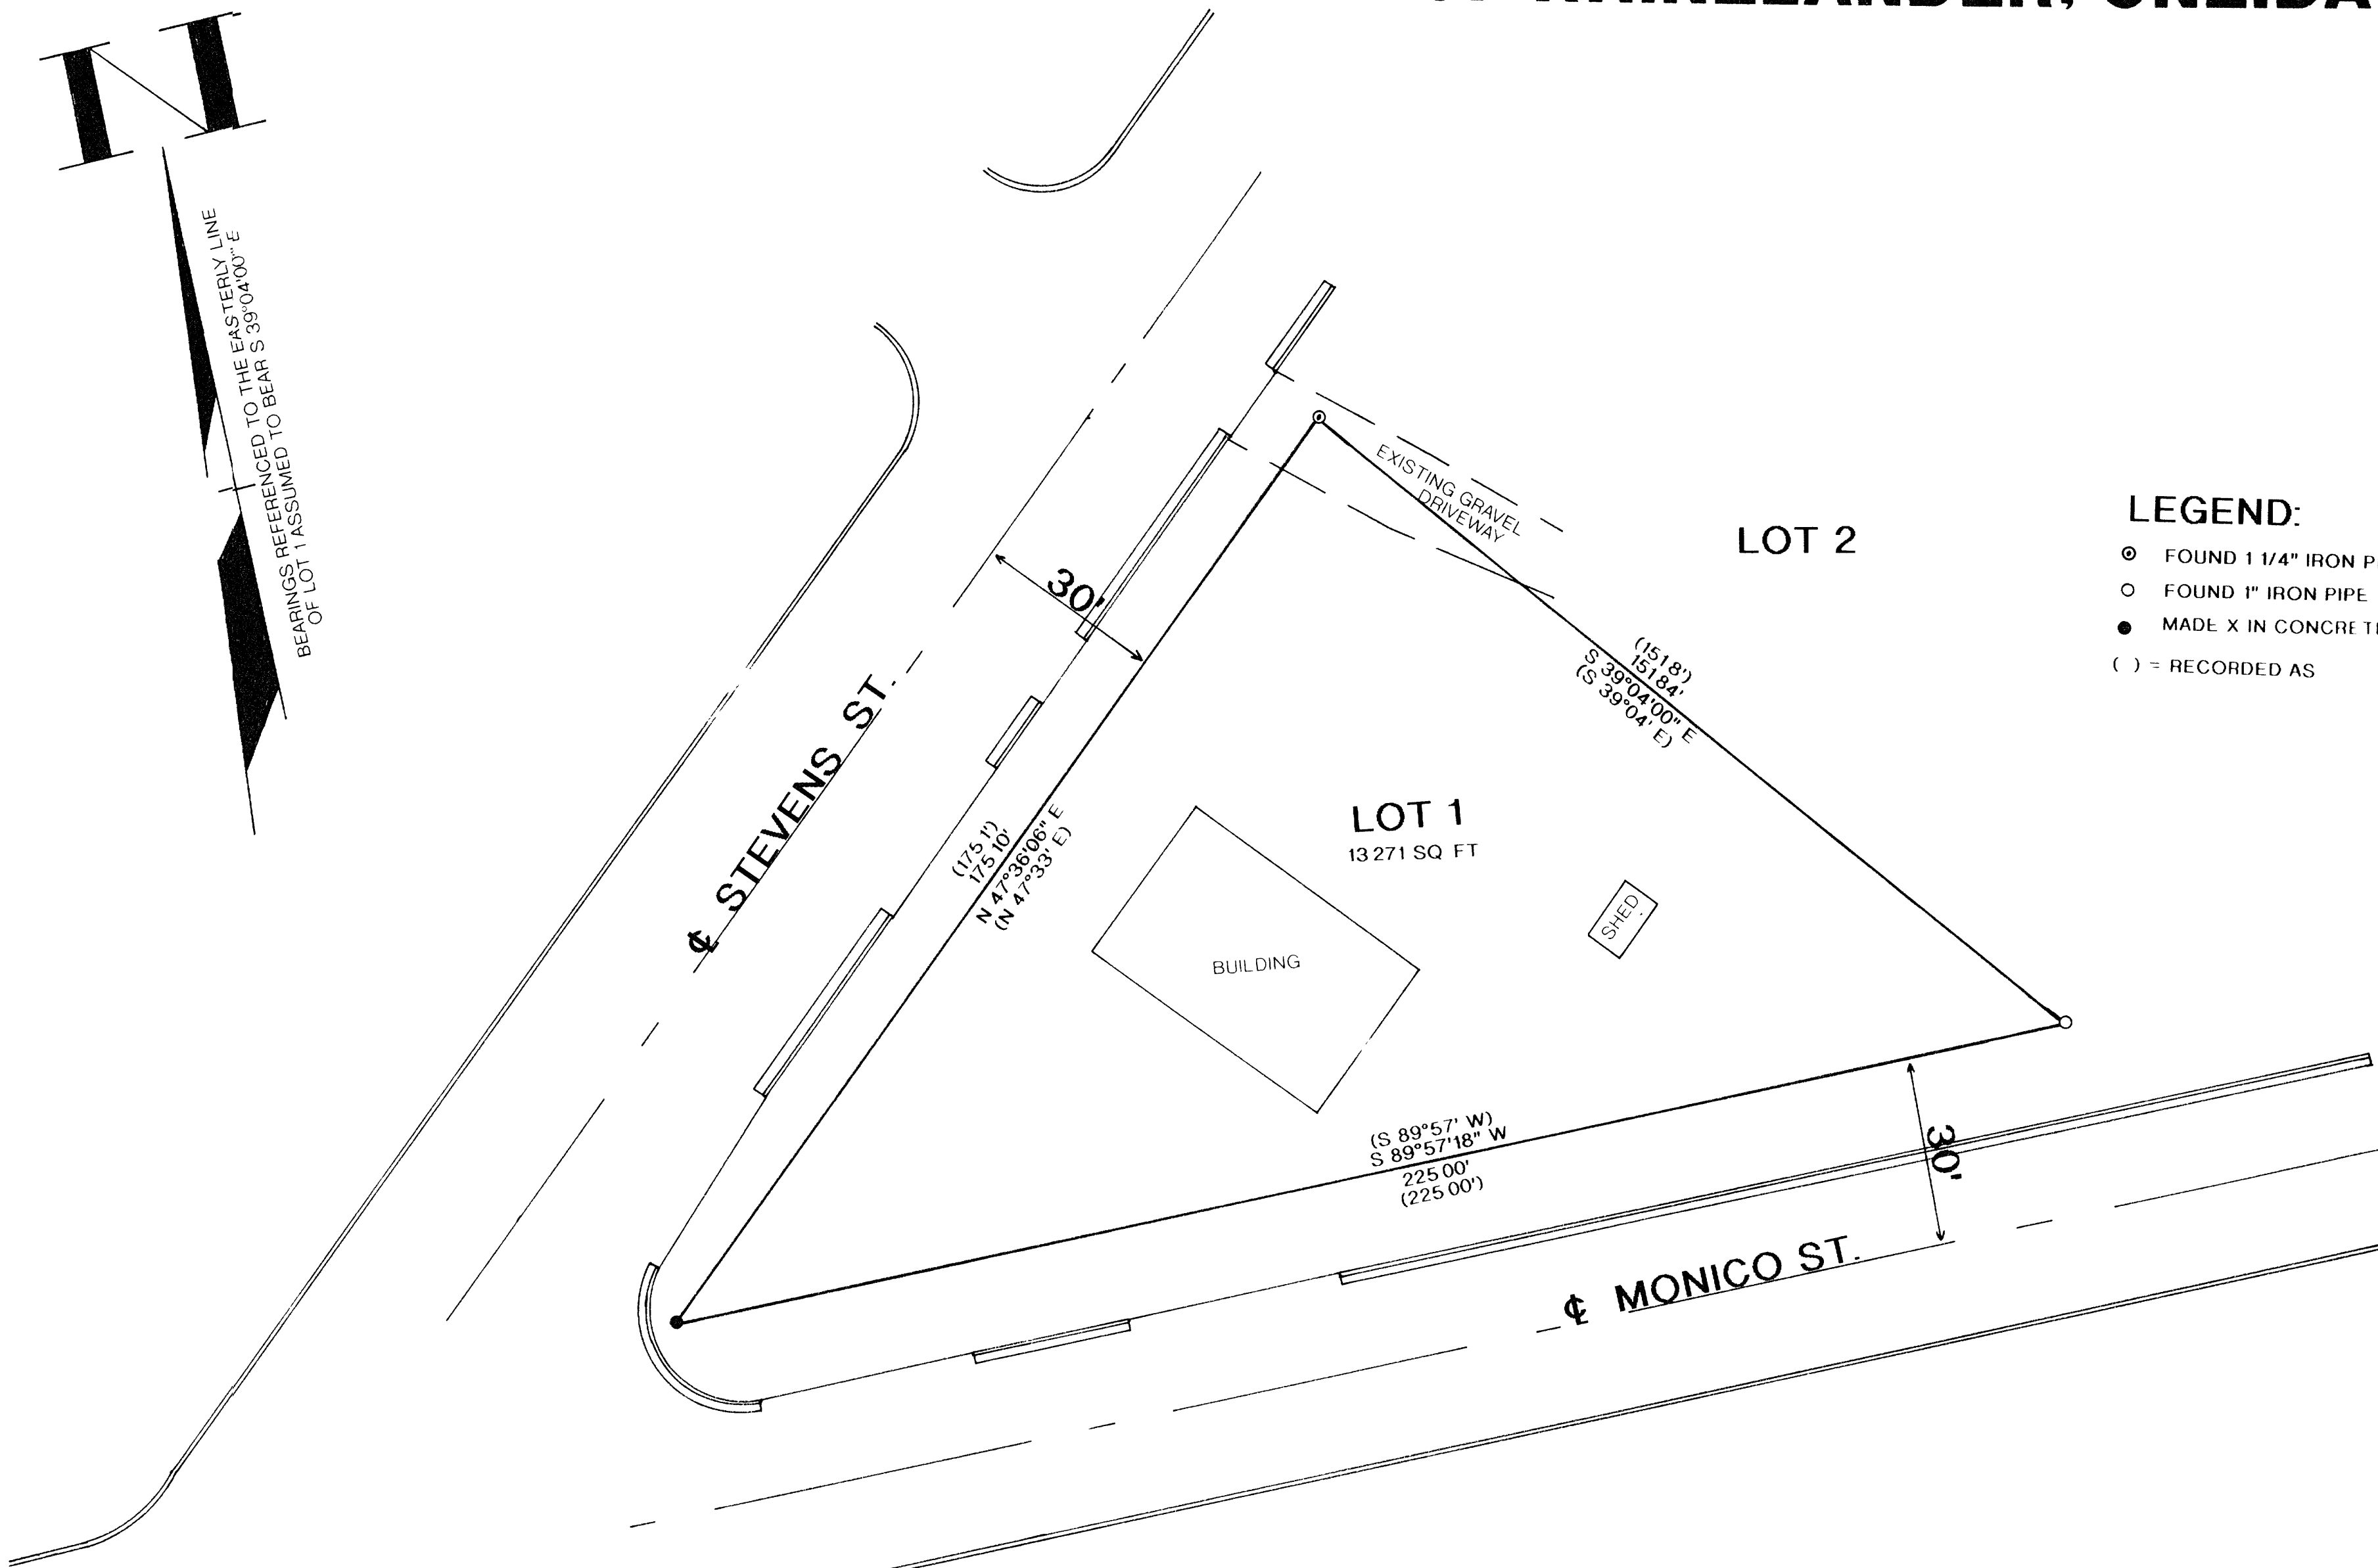 RHINELANDER, ONEIDA
N
BEARINGS REFERENCED TO THE EASTERLY LINE
OF LOT 1 ASSUMED TO BEAR S 39°04'00" E
EXISTING GRAVEL
DRIVEWAY
LOT 2
LEGEND:
FOUND 1 1/4" IRON
FOUND 1" IRON PIPE
MADE X IN CONCRETE
( ) = RECORDED AS
30'
(151 8')
151 84'
S 39°04'00" E
(S 39°04' E)
₵ STEVENS ST.
(175 1')
175 10'
N 47°36'06" E
(N 47°33' E)
LOT 1
13 271 SQ FT
SHED
BUILDING
(S 89°57' W)
S 89°57'18" W
225 00'
(225 00')
30'
₵ MONICO ST.